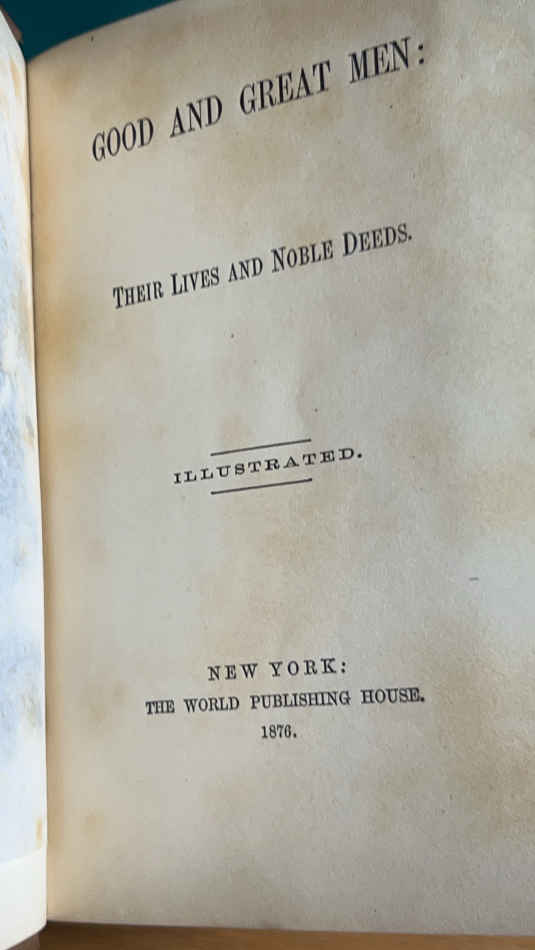 GOOD AND GREAT MEN:
THEIR LIVES AND NOBLE DEEDS.
ILLUSTRATED.
NEW YORK:
THE WORLD PUBLISHING HOUSE.
1876.